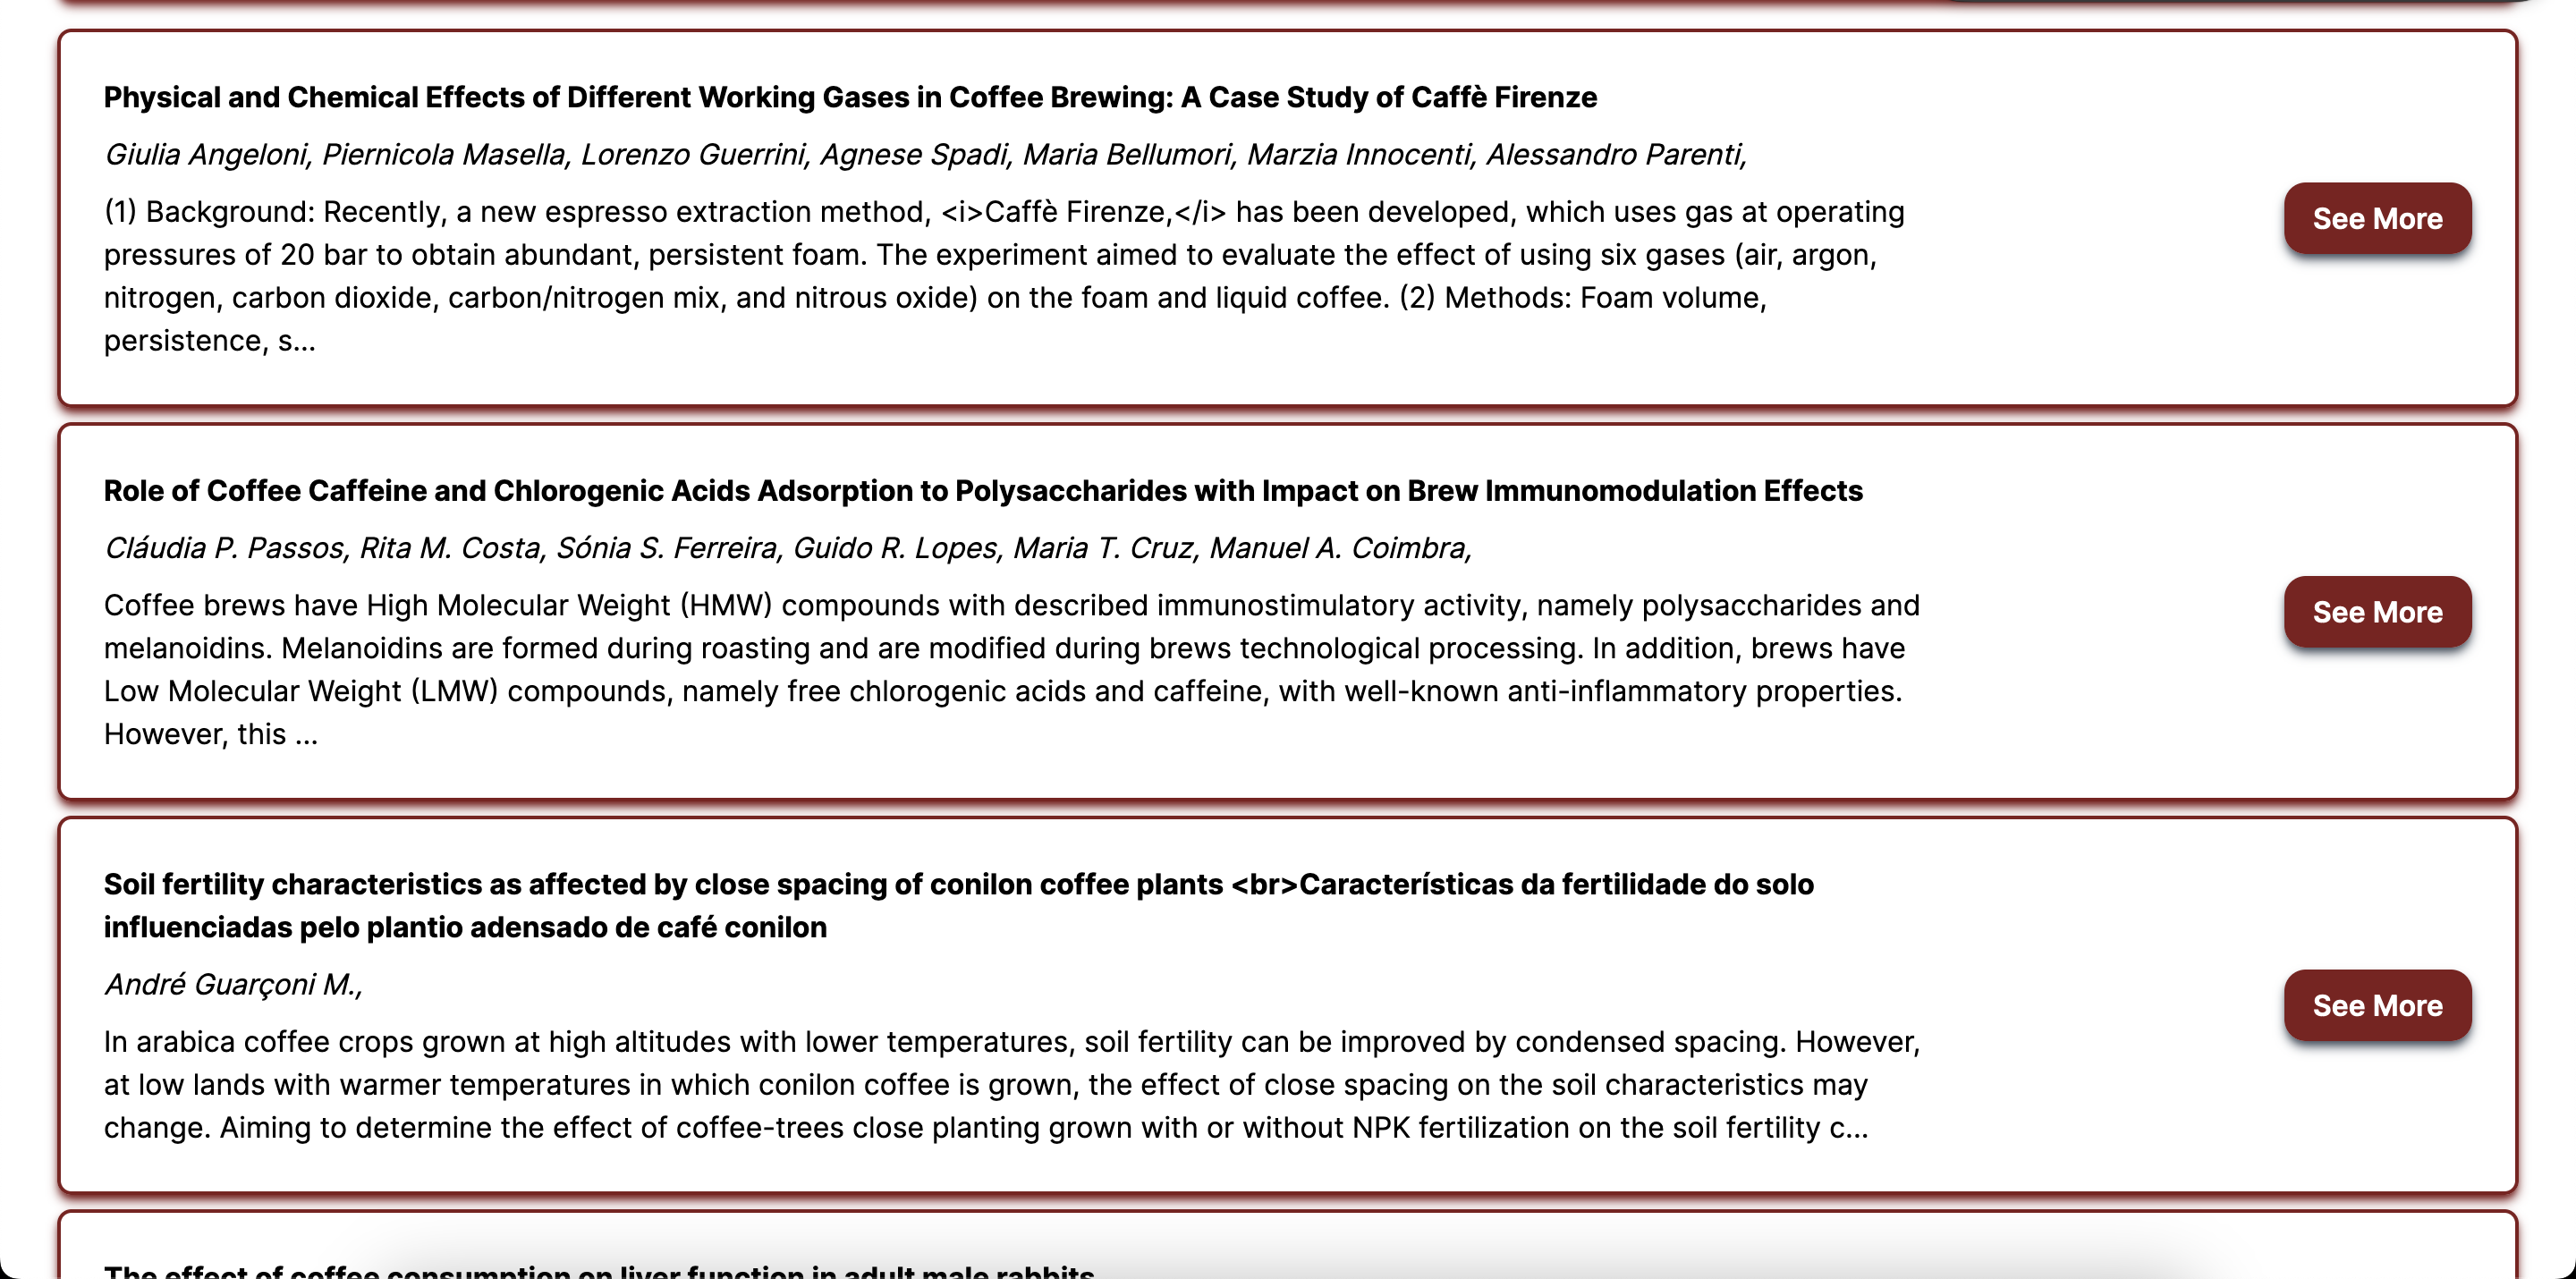 Physical and Chemical Effects of Different Working Gases in Coffee Brewing: A Case Study of Caffè Firenze
Giulia Angeloni, Piernicola Masella, Lorenzo Guerrini, Agnese Spadi, Maria Bellumori, Marzia Innocenti, Alessandro Parenti,
(1) Background: Recently, a new espresso extraction method, <i>Caffè Firenze,</i> has been developed, which uses gas at operating
pressures of 20 bar to obtain abundant, persistent foam. The experiment aimed to evaluate the effect of using six gases (air, argon,
nitrogen, carbon dioxide, carbon/nitrogen mix, and nitrous oxide) on the foam and liquid coffee. (2) Methods: Foam volume,
persistence, s...
See More
Role of Coffee Caffeine and Chlorogenic Acids Adsorption to Polysaccharides with Impact on Brew Immunomodulation Effects
Cláudia P. Passos, Rita M. Costa, Sónia S. Ferreira, Guido R. Lopes, Maria T. Cruz, Manuel A. Coimbra,
Coffee brews have High Molecular Weight (HMW) compounds with described immunostimulatory activity, namely polysaccharides and
melanoidins. Melanoidins are formed during roasting and are modified during brews technological processing. In addition, brews have
Low Molecular Weight (LMW) compounds, namely free chlorogenic acids and caffeine, with well-known anti-inflammatory properties.
However, this ...
See More
Soil fertility characteristics as affected by close spacing of conilon coffee plants <br>Características da fertilidade do solo
influenciadas pelo plantio adensado de café conilon
André Guarçoni M.,
In arabica coffee crops grown at high altitudes with lower temperatures, soil fertility can be improved by condensed spacing. However,
at low lands with warmer temperatures in which conilon coffee is grown, the effect of close spacing on the soil characteristics may
change. Aiming to determine the effect of coffee-trees close planting grown with or without NPK fertilization on the soil fertility c...
See More
The effect of coffee consumption on liver function in adult male rabbits